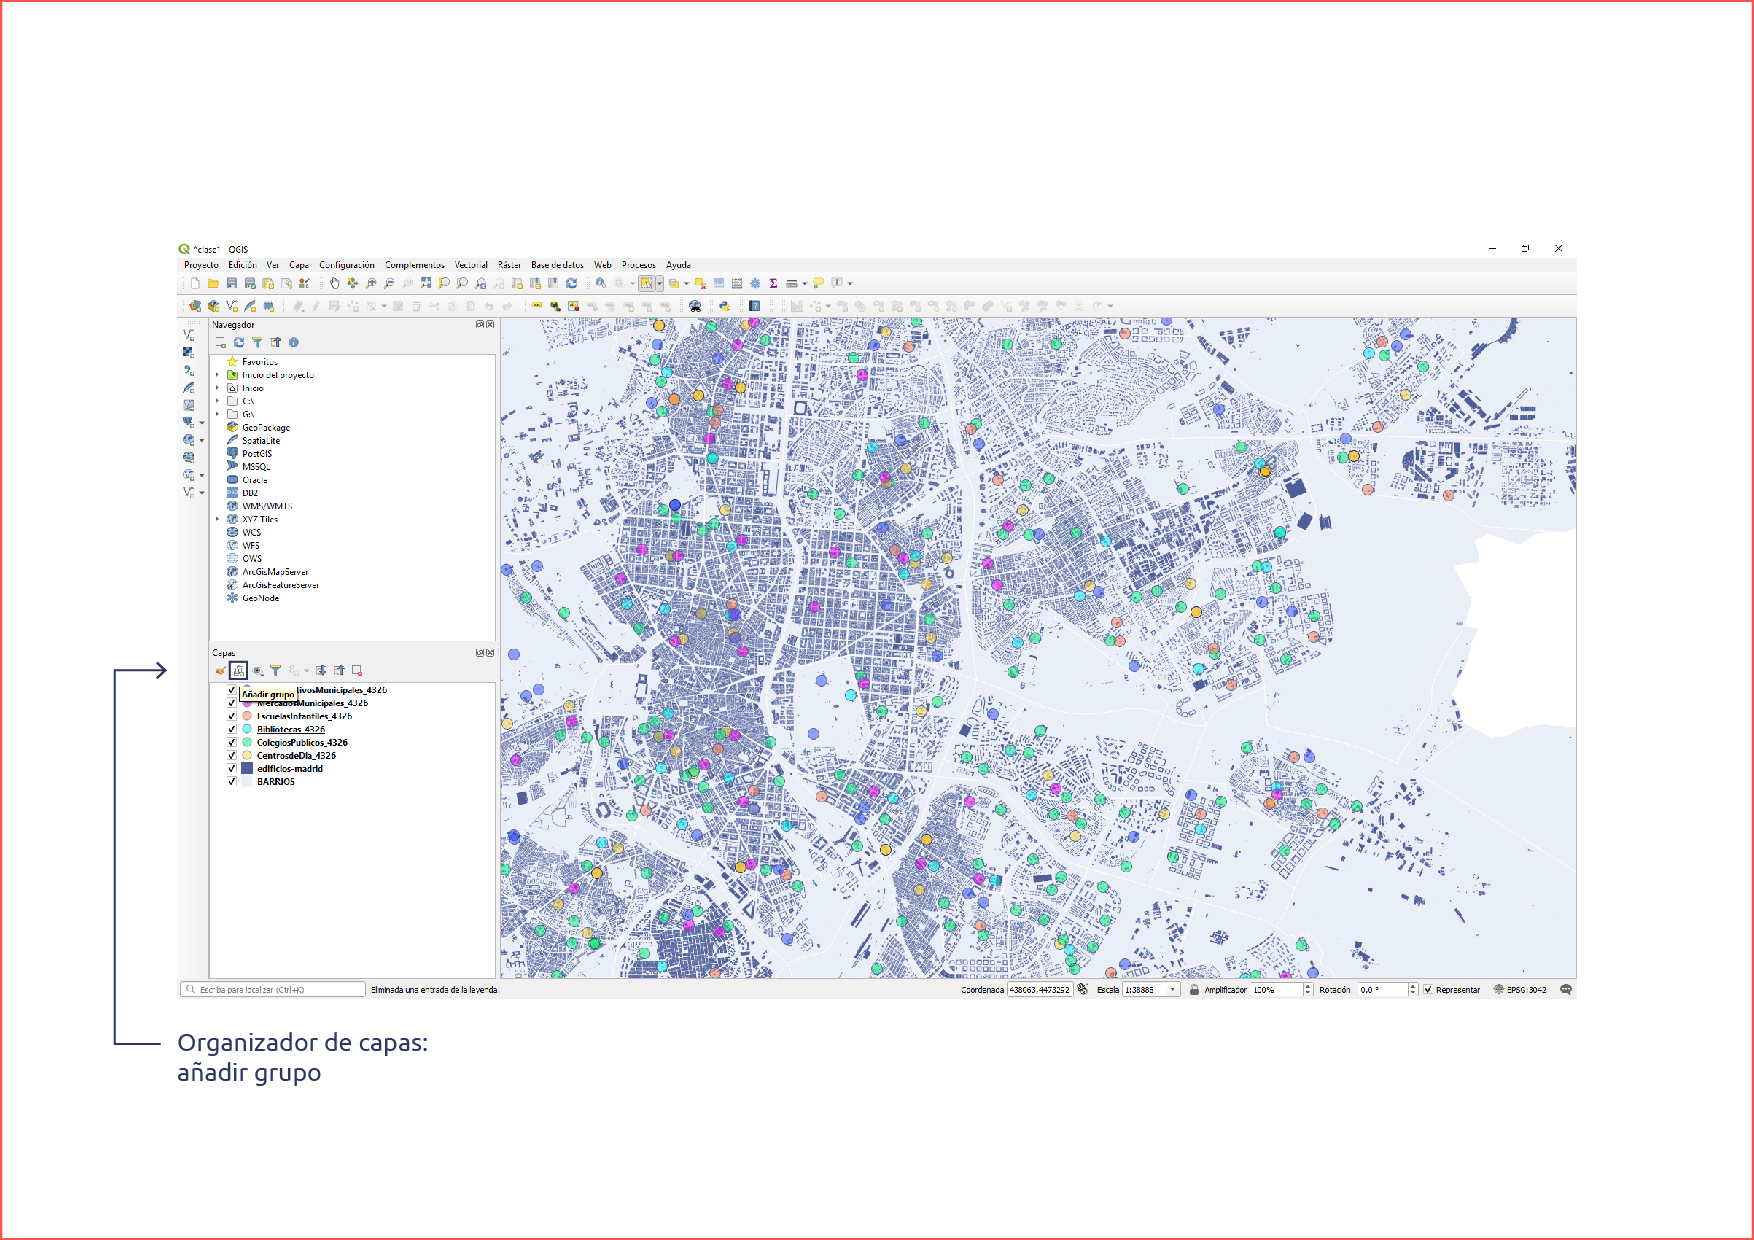 *clase1 — QGIS
Proyecto Edición Ver Capa Configuración Complementos Vectorial Ráster Base de datos Web Procesos Ayuda
Navegador
Favoritos
Inicio del proyecto
Inicio
C:\
G:\
GeoPackage
SpatiaLite
PostGIS
MSSQL
Oracle
DB2
WMS/WMTS
XYZ Tiles
WCS
WFS
OWS
ArcGisMapServer
ArcGisFeatureServer
GeoNode
Capas
Añadir grupo
tivosMunicipales_4326
MercadosMunicipales_4326
EscuelasInfantiles_4326
Bibliotecas_4326
ColegiosPublicos_4326
CentrosdeDia_4326
edificios-madrid
BARRIOS
Escriba para localizar (Ctrl+K) Eliminada una entrada de la leyenda. Coordenada 438063,4473292 Escala 1:38888 Amplificador 100% Rotación 0,0 ° Representar EPSG:3042
Organizador de capas:
añadir grupo